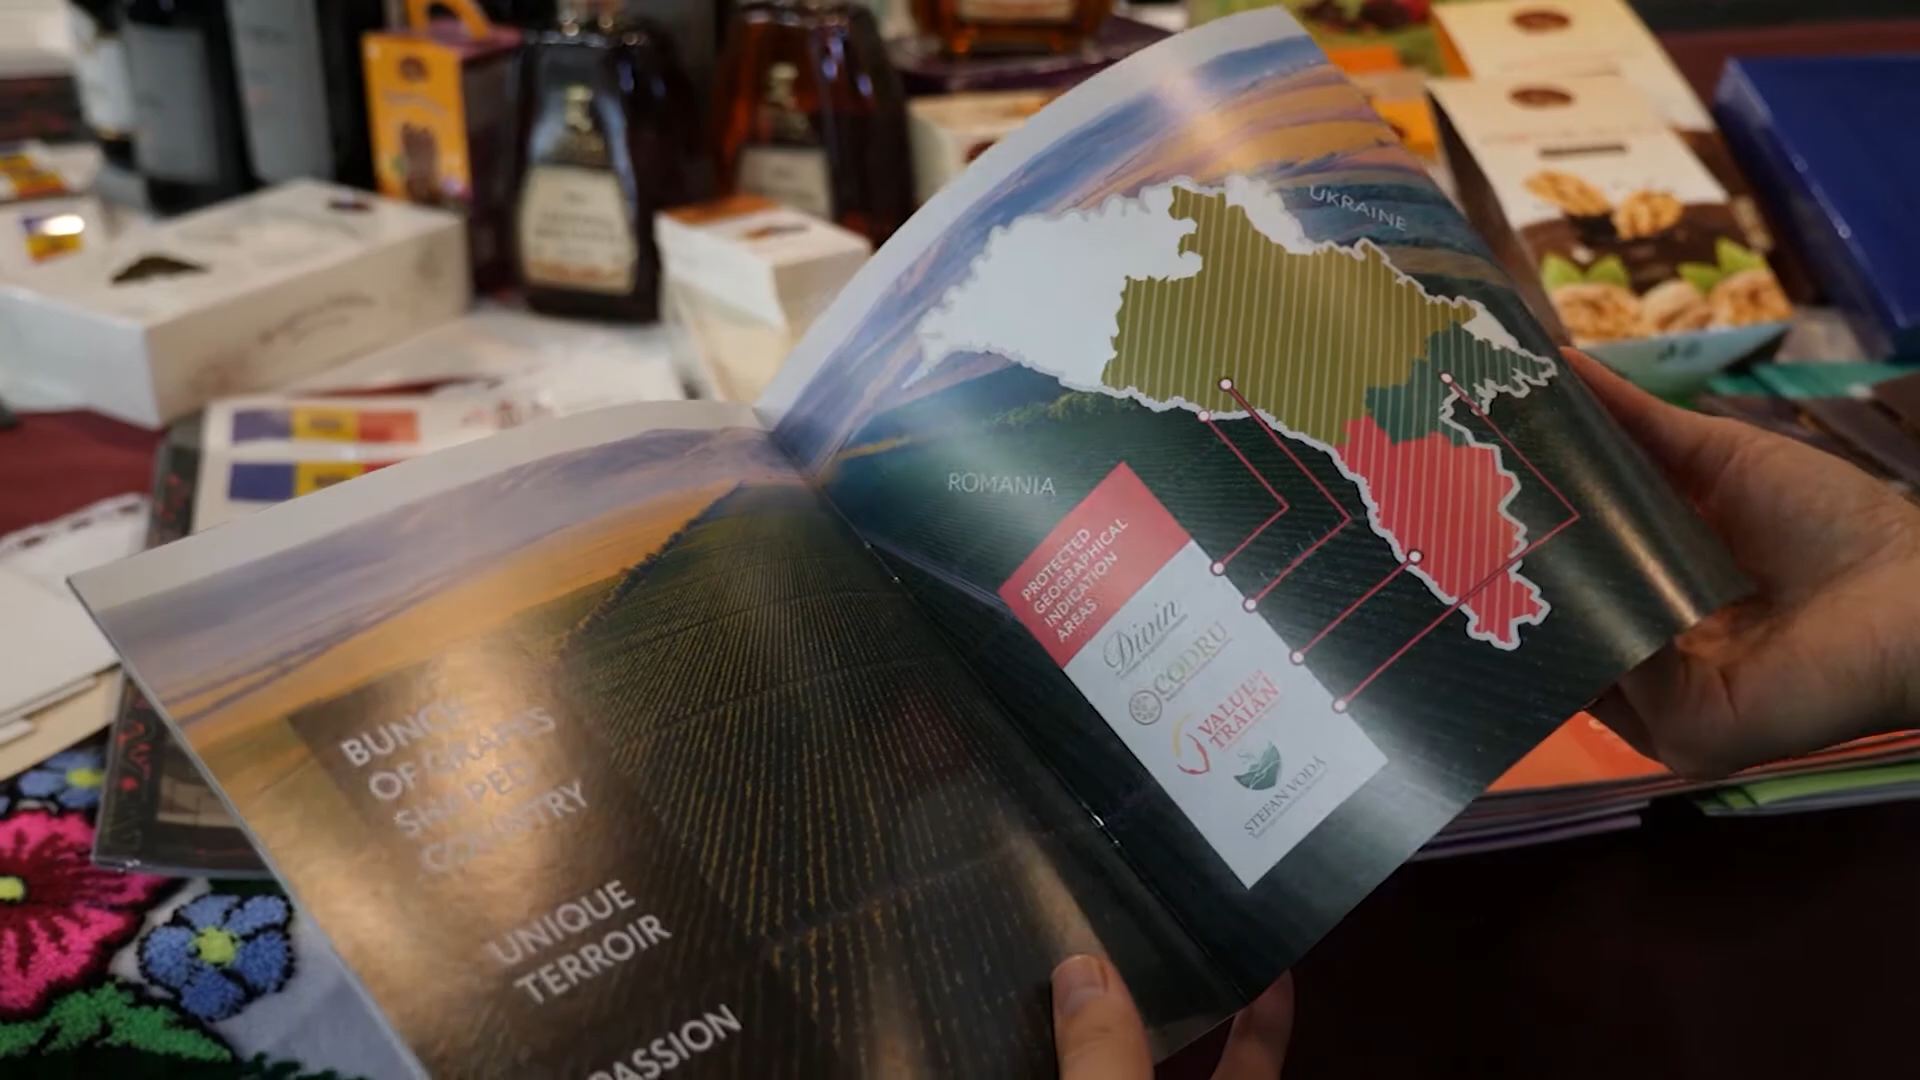 BUNCH
OF GRAPES
SHAPED
COUNTRY
UNIQUE
TERROIR
PASSION
UKRAINE
ROMANIA
PROTECTED
GEOGRAPHICAL
INDICATION
AREAS
Divin
CODRU
VALUL LUI
TRAIAN
ȘTEFAN VODĂ